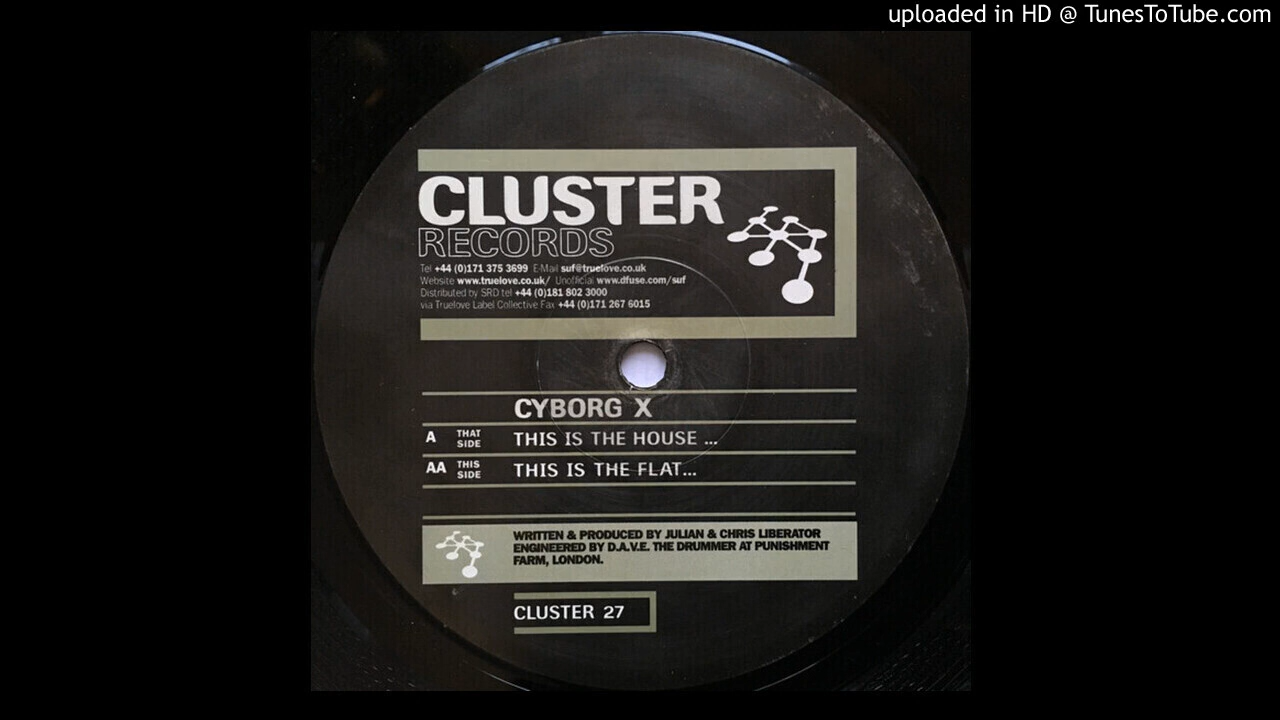 uploaded in HD @ TunesToTube.com
CLUSTER
RECORDS
Tel +44 (0)171 375 3699 E-Mail suf@truelove.co.uk
Website www.truelove.co.uk/ Unofficial www.dfuse.com/suf
Distributed by SRD tel +44 (0)181 802 3000
via Truelove Label Collective Fax +44 (0)171 267 6015
CYBORG X
A THAT SIDE THIS IS THE HOUSE ...
AA THIS SIDE THIS IS THE FLAT...
WRITTEN & PRODUCED BY JULIAN & CHRIS LIBERATOR
ENGINEERED BY D.A.V.E. THE DRUMMER AT PUNISHMENT
FARM, LONDON.
CLUSTER 27